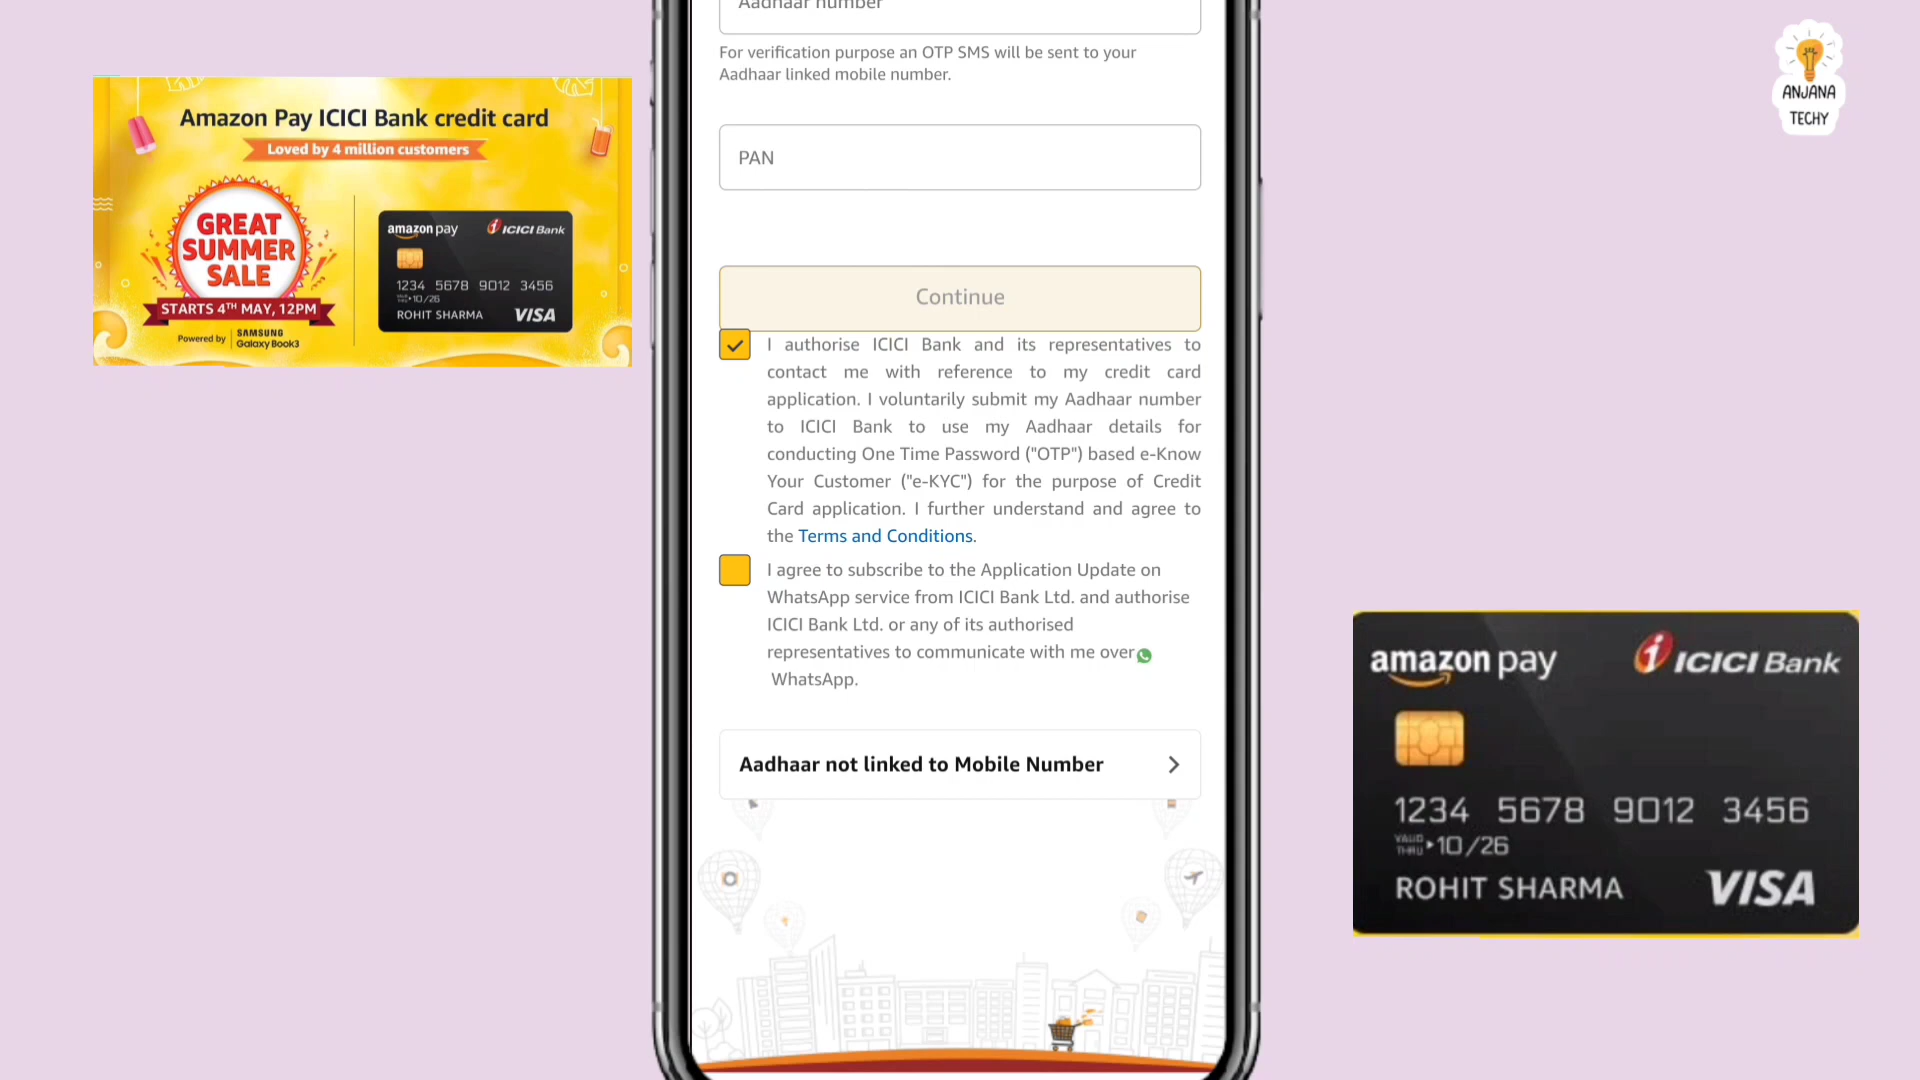 Aadhaar number
For verification purpose an OTP SMS will be sent to your
Aadhaar linked mobile number.
PAN
Continue
I authorise ICICI Bank and its representatives to
contact me with reference to my credit card
application. I voluntarily submit my Aadhaar number
to ICICI Bank to use my Aadhaar details for
conducting One Time Password ("OTP") based e-Know
Your Customer ("e-KYC") for the purpose of Credit
Card application. I further understand and agree to
the Terms and Conditions.
I agree to subscribe to the Application Update on
WhatsApp service from ICICI Bank Ltd. and authorise
ICICI Bank Ltd. or any of its authorised
representatives to communicate with me over
WhatsApp.
Aadhaar not linked to Mobile Number
Amazon Pay ICICI Bank credit card
Loved by 4 million customers
GREAT
SUMMER
SALE
STARTS 4TH MAY, 12PM
Powered by
SAMSUNG
Galaxy Book3
amazon pay
ICICI Bank
1234 5678 9012 3456
10/26
ROHIT SHARMA
VISA
ANJANA
TECHY
amazon pay
ICICI Bank
1234 5678 9012 3456
VALID
THRU
10/26
ROHIT SHARMA
VISA